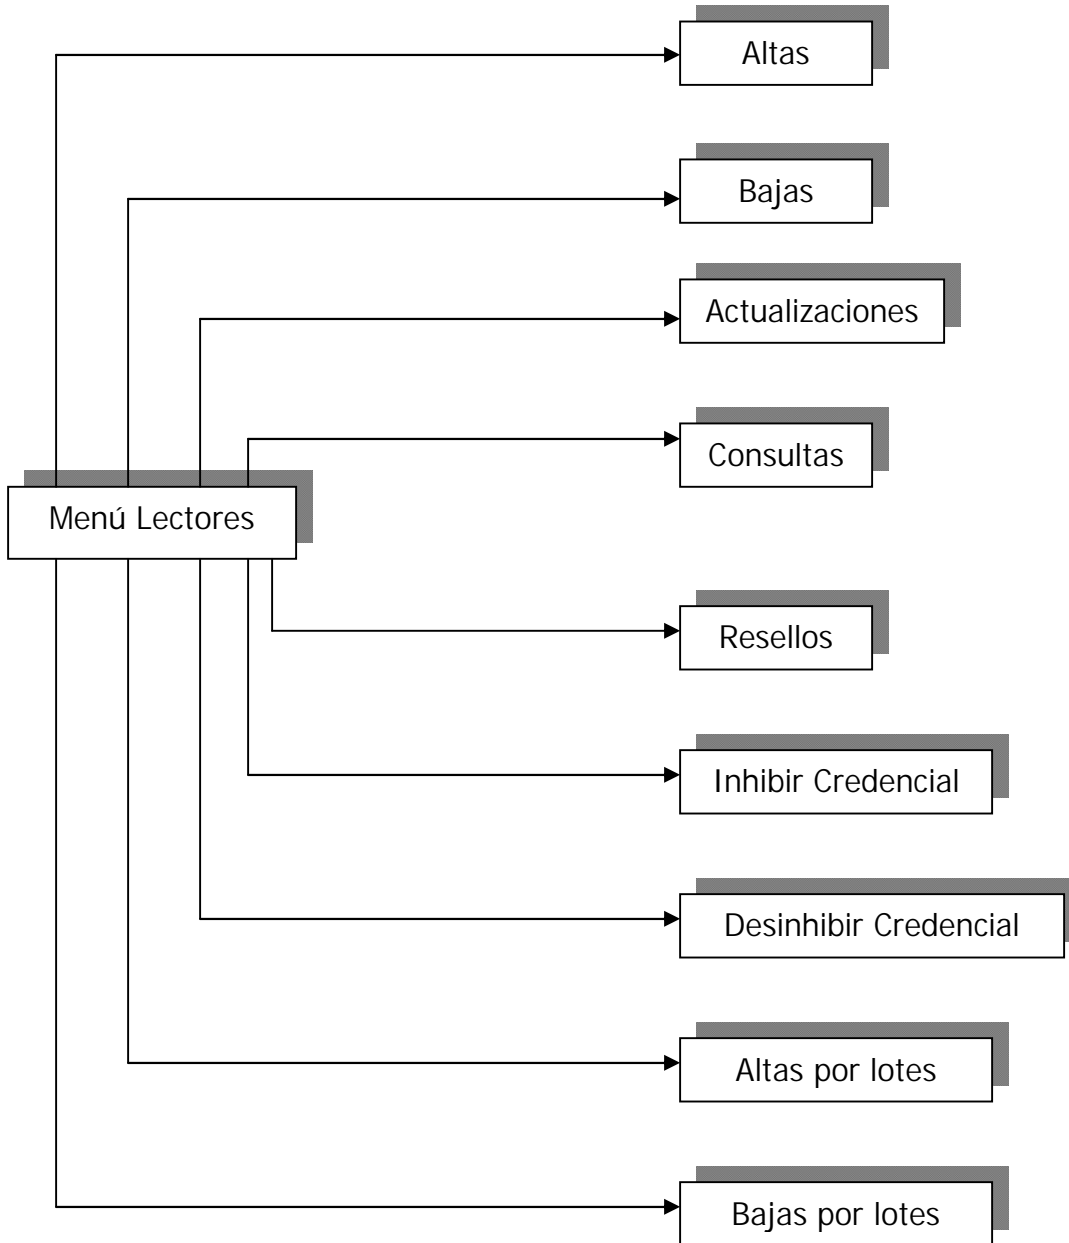 Altas
Bajas
Actualizaciones
Consultas
Menú Lectores
Resellos
Inhibir Credencial
Desinhibir Credencial
Altas por lotes
Bajas por lotes